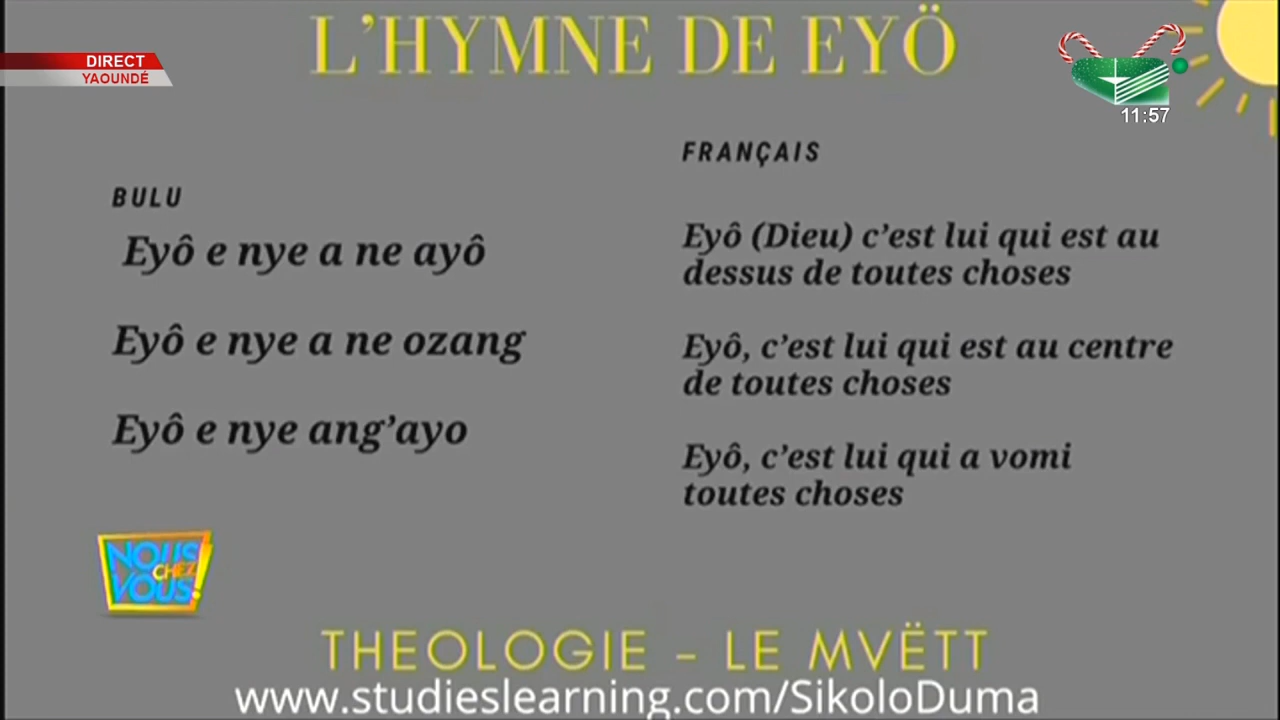 L'HYMNE DE EYÖ
DIRECT
YAOUNDÉ
11:57
BULU
Eyô e nye a ne ayô
Eyô e nye a ne ozang
Eyô e nye ang'ayo
FRANÇAIS
Eyô (Dieu) c'est lui qui est au
dessus de toutes choses
Eyô, c'est lui qui est au centre
de toutes choses
Eyô, c'est lui qui a vomi
toutes choses
NOUS
CHEZ
VOUS!
THEOLOGIE - LE MVËTT
www.studieslearning.com/SikoloDuma